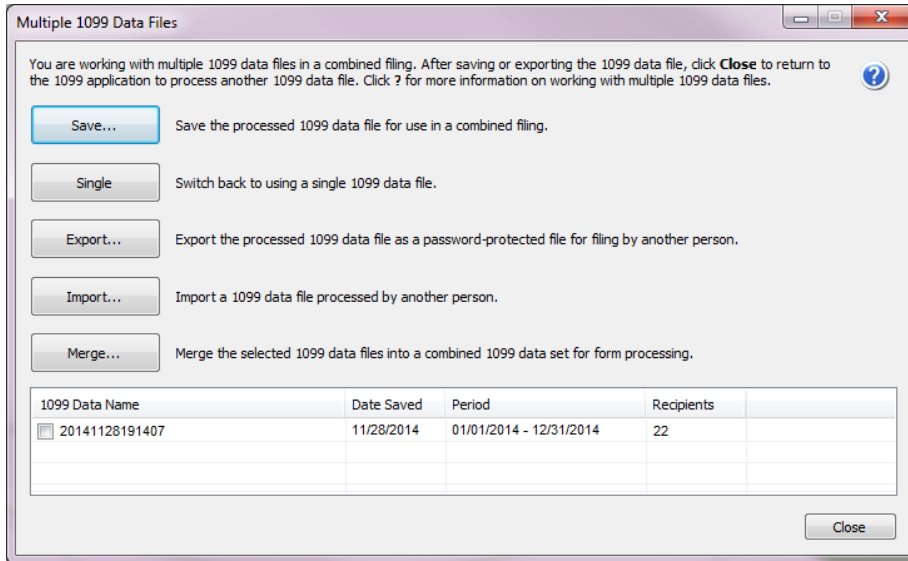 Multiple 1099 Data Files
You are working with multiple 1099 data files in a combined filing. After saving or exporting the 1099 data file, click Close to return to
the 1099 application to process another 1099 data file. Click ? for more information on working with multiple 1099 data files.
?
Save... Save the processed 1099 data file for use in a combined filing.
Single Switch back to using a single 1099 data file.
Export... Export the processed 1099 data file as a password-protected file for filing by another person.
Import... Import a 1099 data file processed by another person.
Merge... Merge the selected 1099 data files into a combined 1099 data set for form processing.
1099 Data Name Date Saved Period Recipients
20141128191407 11/28/2014 01/01/2014 - 12/31/2014 22
Close